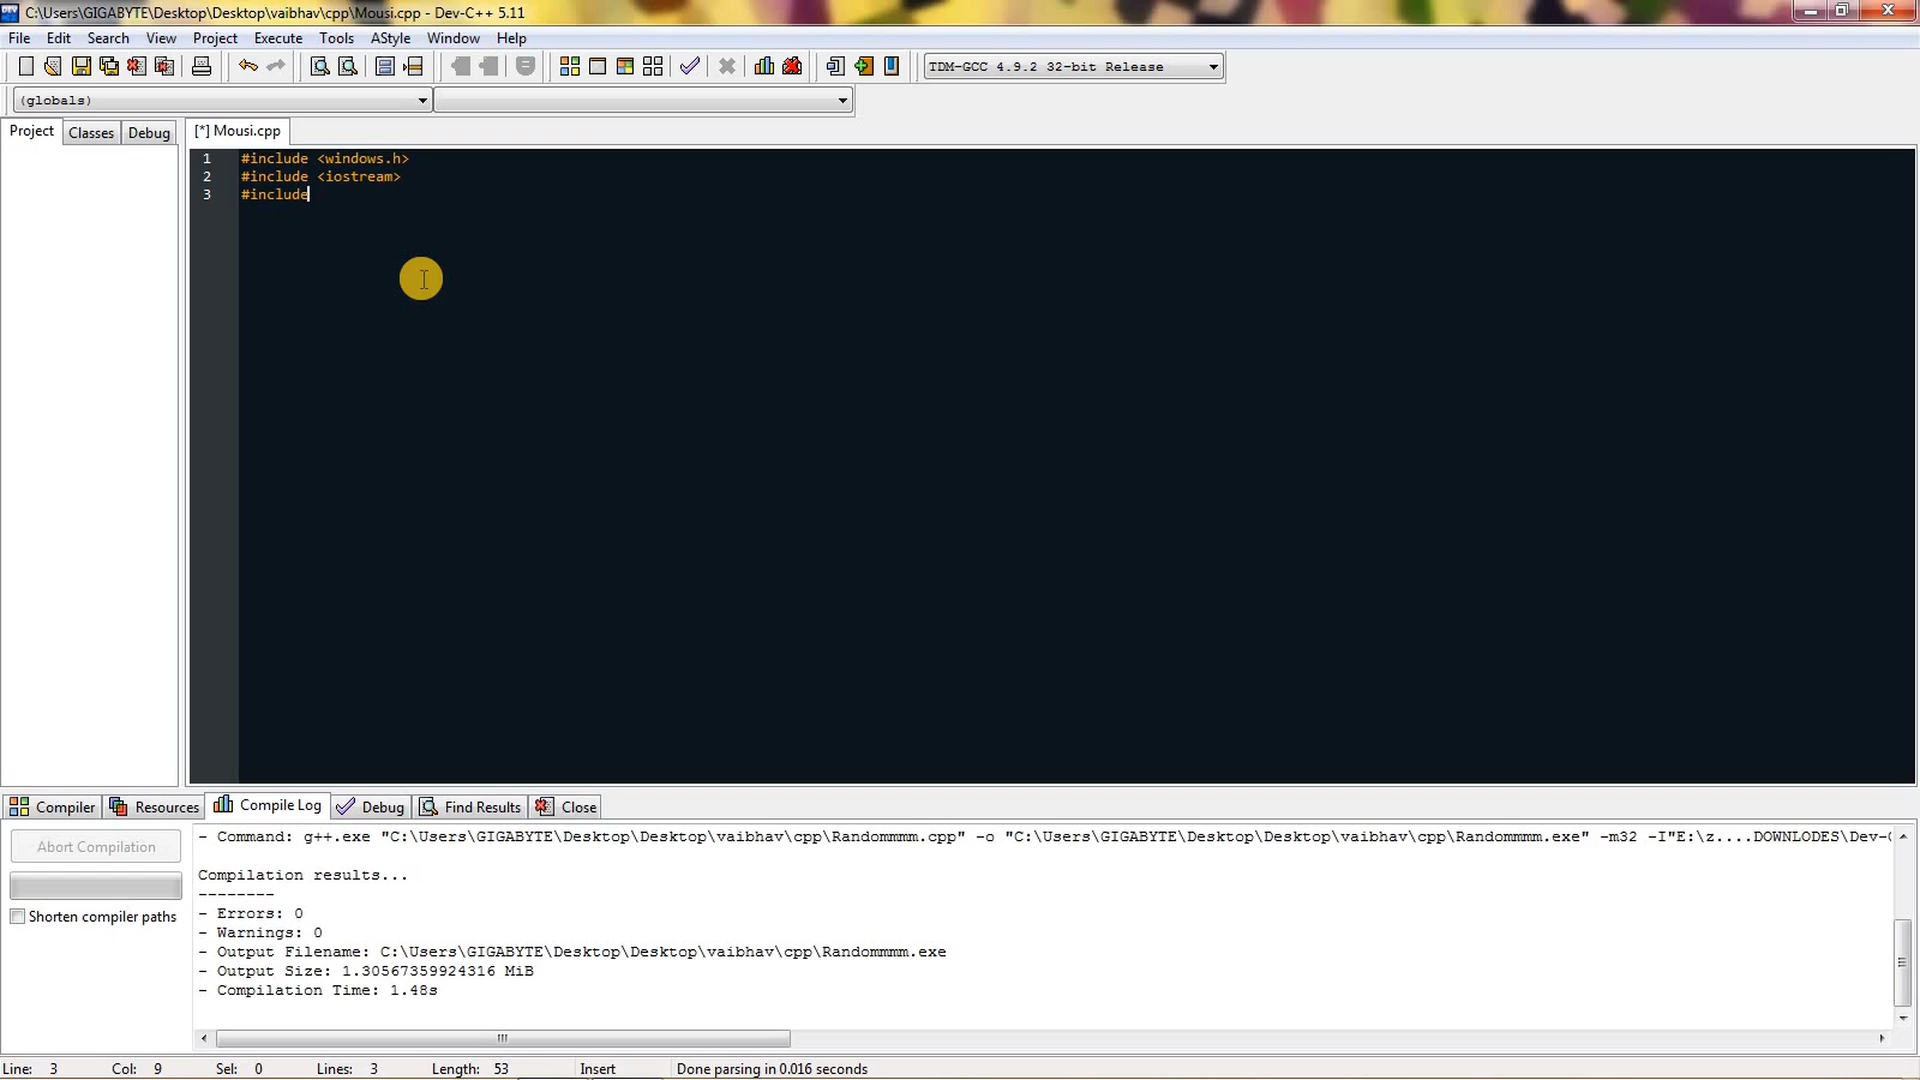 C:\Users\GIGABYTE\Desktop\Desktop\vaibhav\cpp\Mousi.cpp - Dev-C++ 5.11
File Edit Search View Project Execute Tools AStyle Window Help
TDM-GCC 4.9.2 32-bit Release
(globals)
Project Classes Debug [*] Mousi.cpp
1 #include <windows.h>
2 #include <iostream>
3 #include
Compiler Resources Compile Log Debug Find Results Close
Abort Compilation
Shorten compiler paths
- Command: g++.exe "C:\Users\GIGABYTE\Desktop\Desktop\vaibhav\cpp\Randommmm.cpp" -o "C:\Users\GIGABYTE\Desktop\Desktop\vaibhav\cpp\Randommmm.exe" -m32 -I"E:\z....DOWNLODES\Dev-
Compilation results...
--------
- Errors: 0
- Warnings: 0
- Output Filename: C:\Users\GIGABYTE\Desktop\Desktop\vaibhav\cpp\Randommmm.exe
- Output Size: 1.30567359924316 MiB
- Compilation Time: 1.48s
Line: 3 Col: 9 Sel: 0 Lines: 3 Length: 53 Insert Done parsing in 0.016 seconds